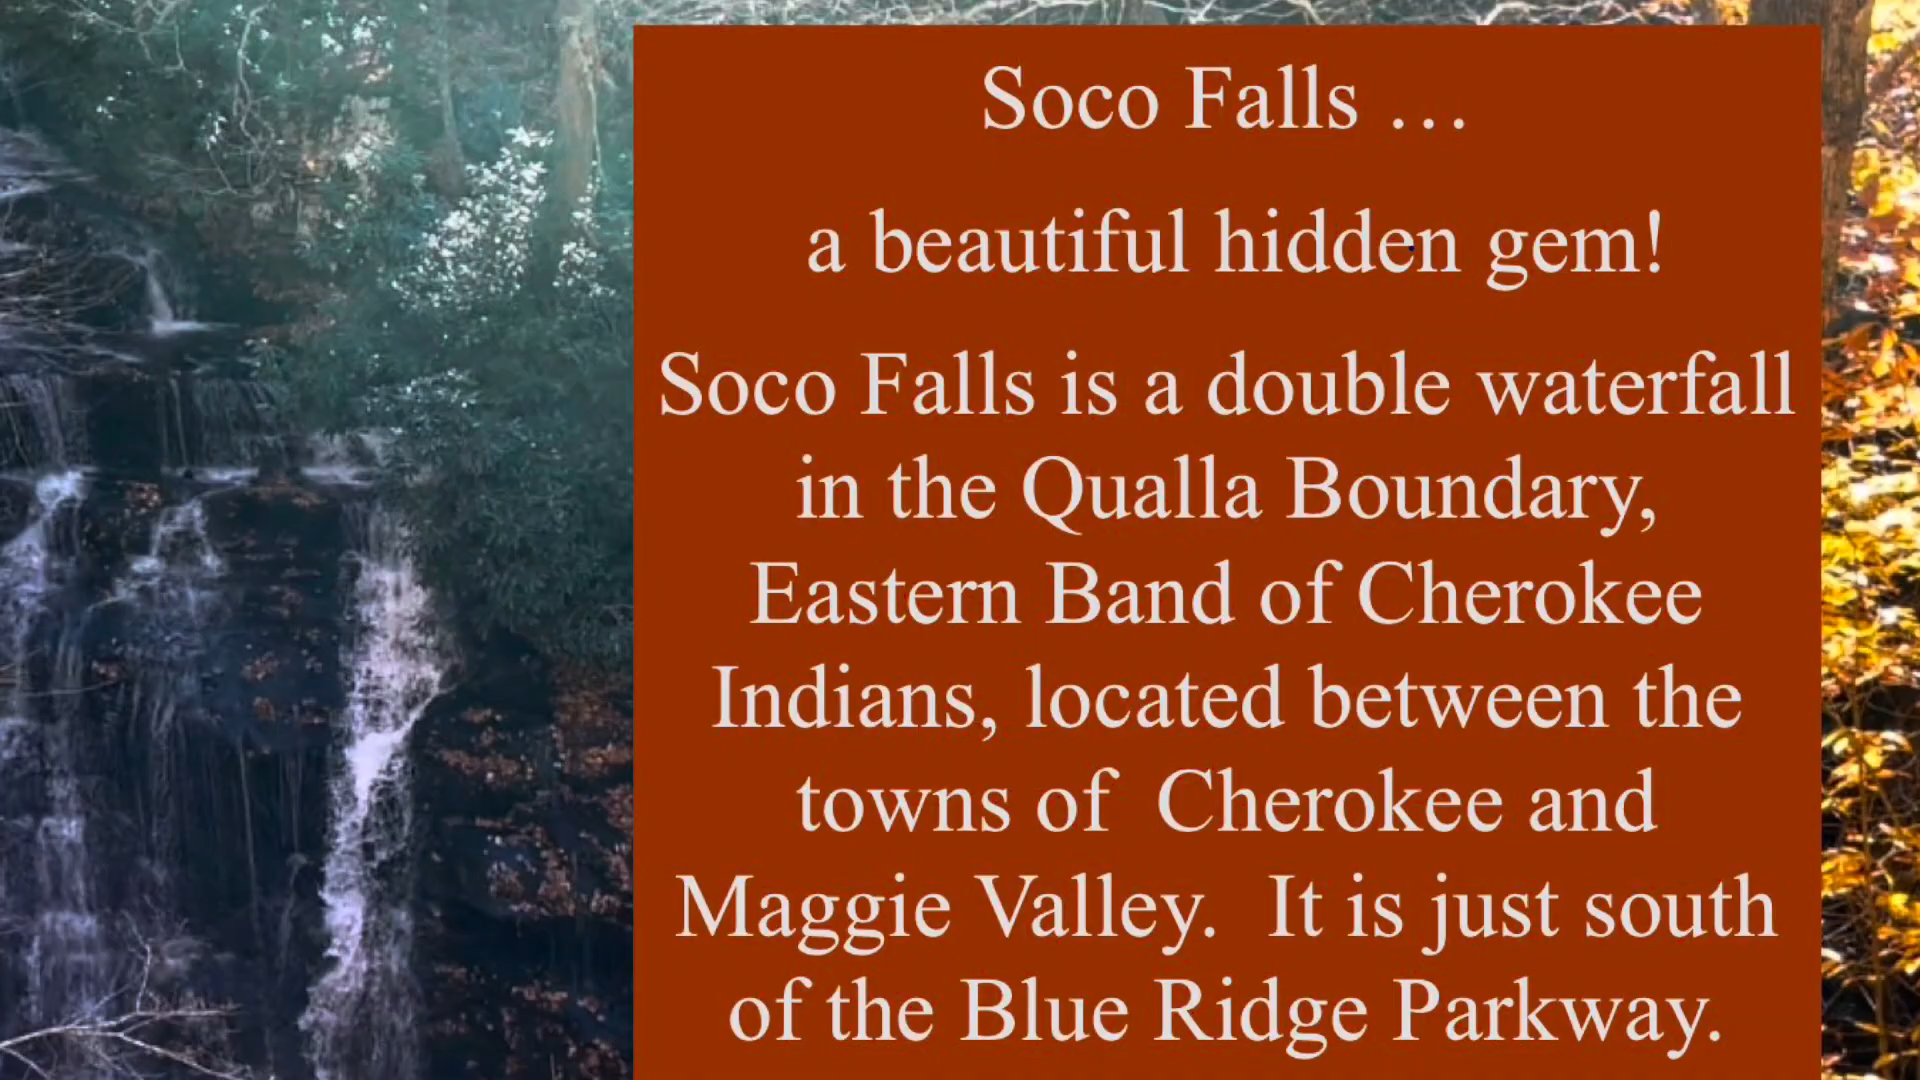 Soco Falls …
a beautiful hidden gem!
Soco Falls is a double waterfall
in the Qualla Boundary,
Eastern Band of Cherokee
Indians, located between the
towns of  Cherokee and
Maggie Valley.  It is just south
of the Blue Ridge Parkway.